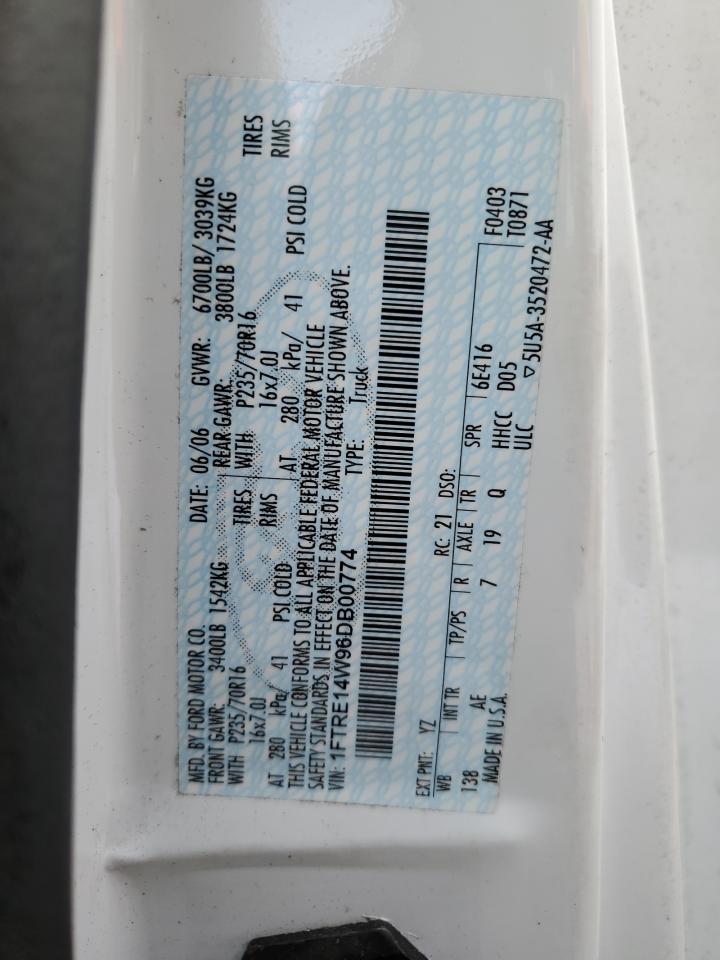 MFD. BY FORD MOTOR CO. DATE: 06/06 GVWR: 6700LB/ 3039KG
FRONT GAWR: 3400LB 1542KG REAR GAWR: 3800LB 1724KG
WITH P235/70R16 TIRES WITH P235/70R16 TIRES
16x7.0J RIMS 16x7.0J RIMS
AT 280 kPa/ 41 PSI COLD AT 280 kPa/ 41 PSI COLD
THIS VEHICLE CONFORMS TO ALL APPLICABLE FEDERAL MOTOR VEHICLE
SAFETY STANDARDS IN EFFECT ON THE DATE OF MANUFACTURE SHOWN ABOVE.
VIN: 1FTRE14W96DB00774 TYPE: Truck
EXT PNT: YZ RC: 21 DSO: F0403
WB INT TR TP/PS R AXLE TR SPR 6E416 T0871
138 AE 7 19 Q HHCC D05
MADE IN U.S.A. ULC ▽5U5A-3520472-AA